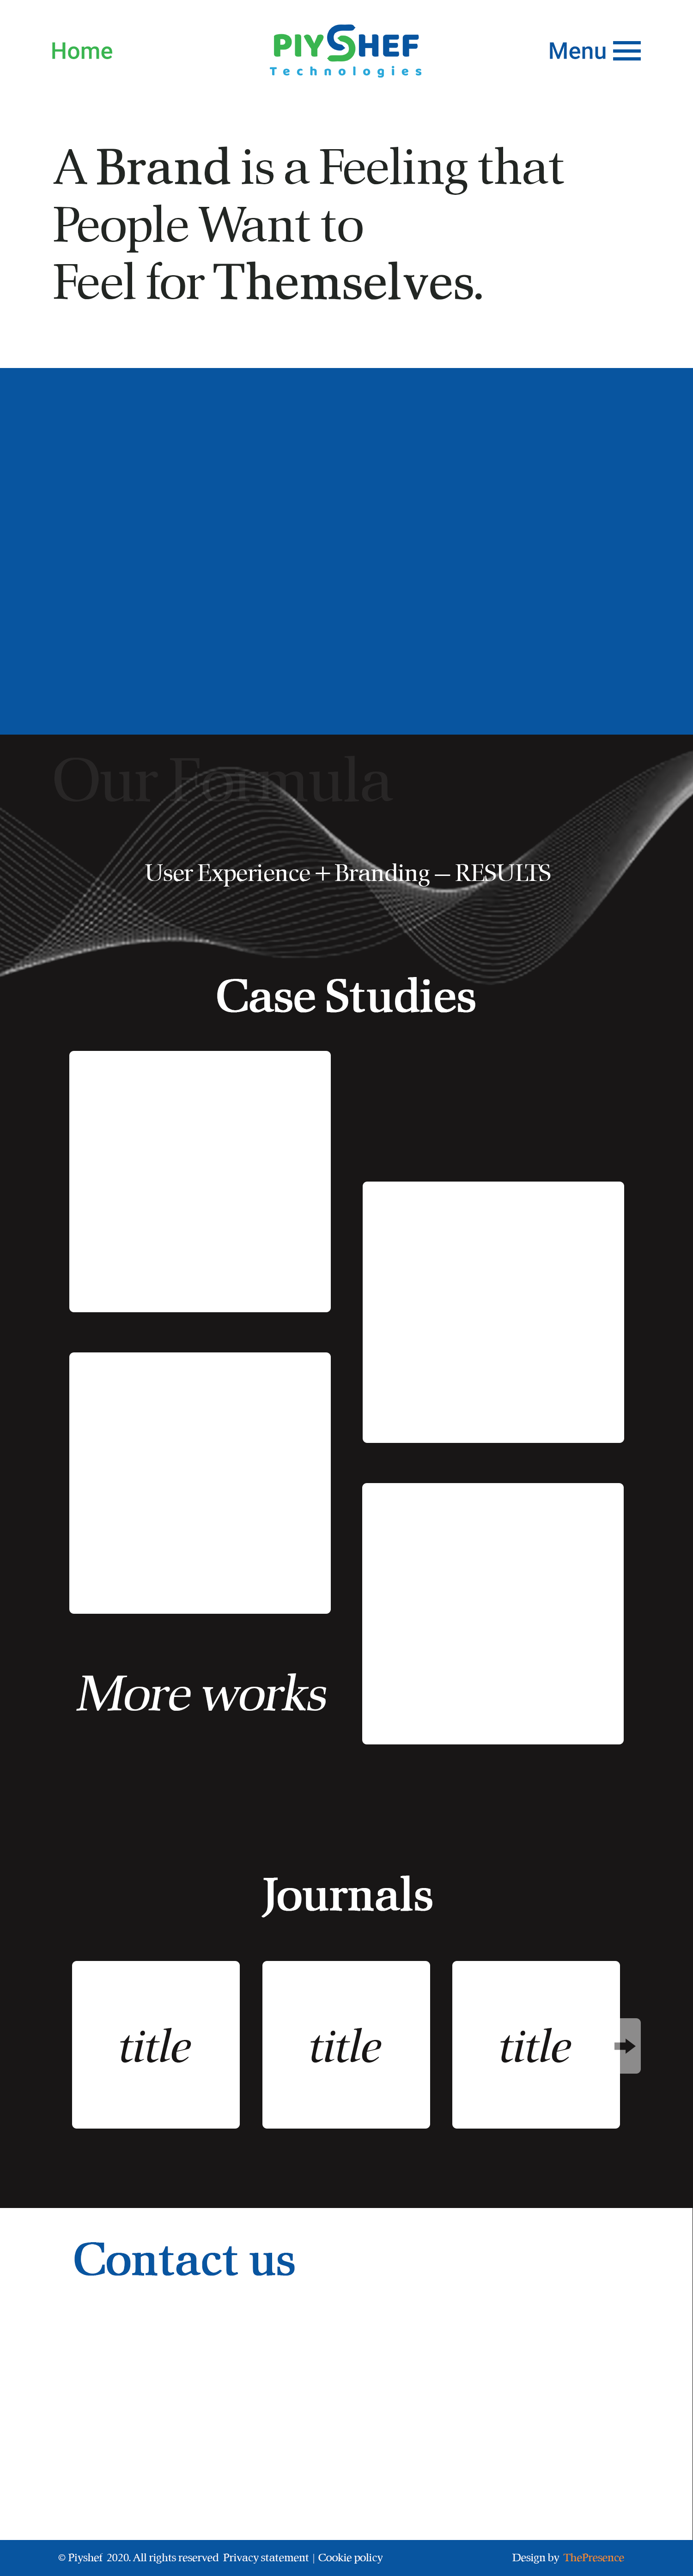 Home
PIYSHEF
Technologies
Menu
A Brand is a Feeling that
People Want to
Feel for Themselves.
Our Formula
User Experience + Branding — RESULTS
Case Studies
More works
Journals
title
title
title
Contact us
© Piyshef 2020. All rights reserved Privacy statement | Cookie policy
Design by ThePresence